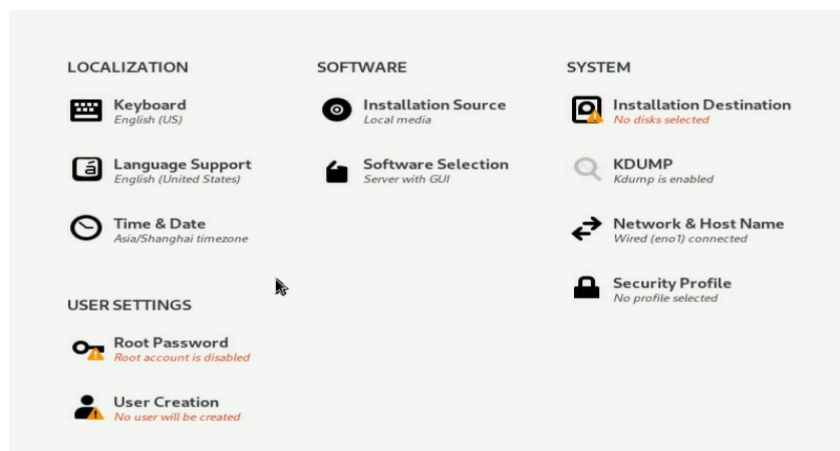 LOCALIZATION
Keyboard
English (US)
Language Support
English (United States)
Time & Date
Asia/Shanghai timezone
USER SETTINGS
Root Password
Root account is disabled
User Creation
No user will be created
SOFTWARE
Installation Source
Local media
Software Selection
Server with GUI
SYSTEM
Installation Destination
No disks selected
KDUMP
Kdump is enabled
Network & Host Name
Wired (eno1) connected
Security Profile
No profile selected